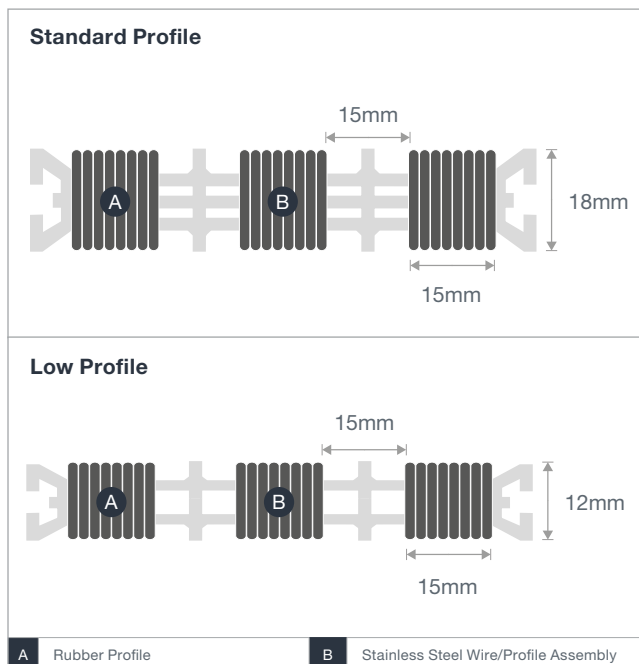 Standard Profile
15mm
A
B
18mm
15mm
Low Profile
15mm
A
B
12mm
15mm
A Rubber Profile
B Stainless Steel Wire/Profile Assembly